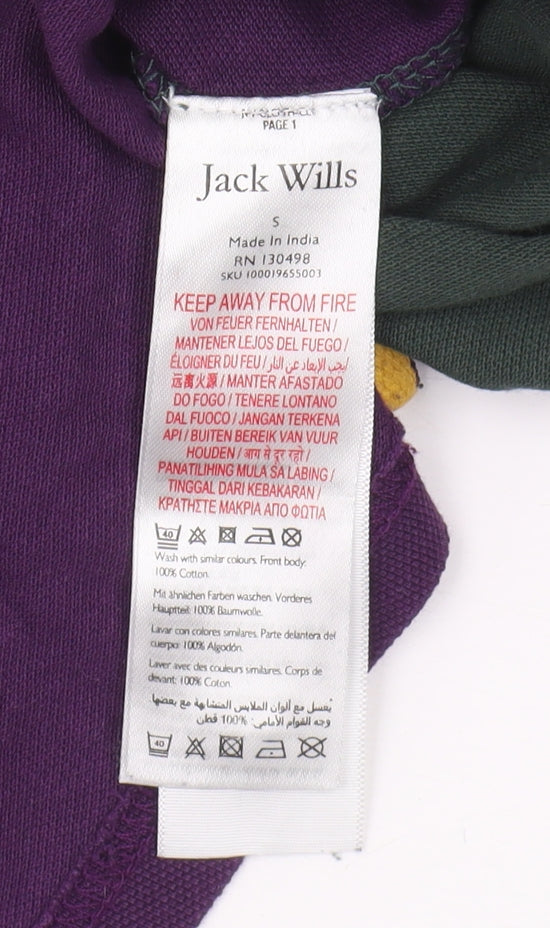 PAGE 1
Jack Wills
S
Made In India
RN 130498
SKU 100019655003
KEEP AWAY FROM FIRE
VON FEUER FERNHALTEN /
MANTENER LEJOS DEL FUEGO /
ÉLOIGNER DU FEU / يجب الإبعاد عن النار /
远离火源 / MANTER AFASTADO
DO FOGO / TENERE LONTANO
DAL FUOCO / JANGAN TERKENA
API / BUITEN BEREIK VAN VUUR
HOUDEN / आग से दूर रहो /
PANATILIHING MULA SA LABING /
TINGGAL DARI KEBAKARAN /
ΚΡΑΤΗΣΤΕ ΜΑΚΡΙΑ ΑΠΟ ΦΩΤΙΑ
40
Wash with similar colours. Front body:
100% Cotton.
Mit ähnlichen Farben waschen. Vorderes
Hauptteil: 100% Baumwolle.
Lavar con colores similares. Parte delantera del
cuerpo: 100% Algodón.
Laver avec des couleurs similaires. Corps de
devant: 100% Coton.
يُغسل مع ألوان الملابس المتشابهة مع بعضها
وجه القوام الأمامي: 100% قطن
40